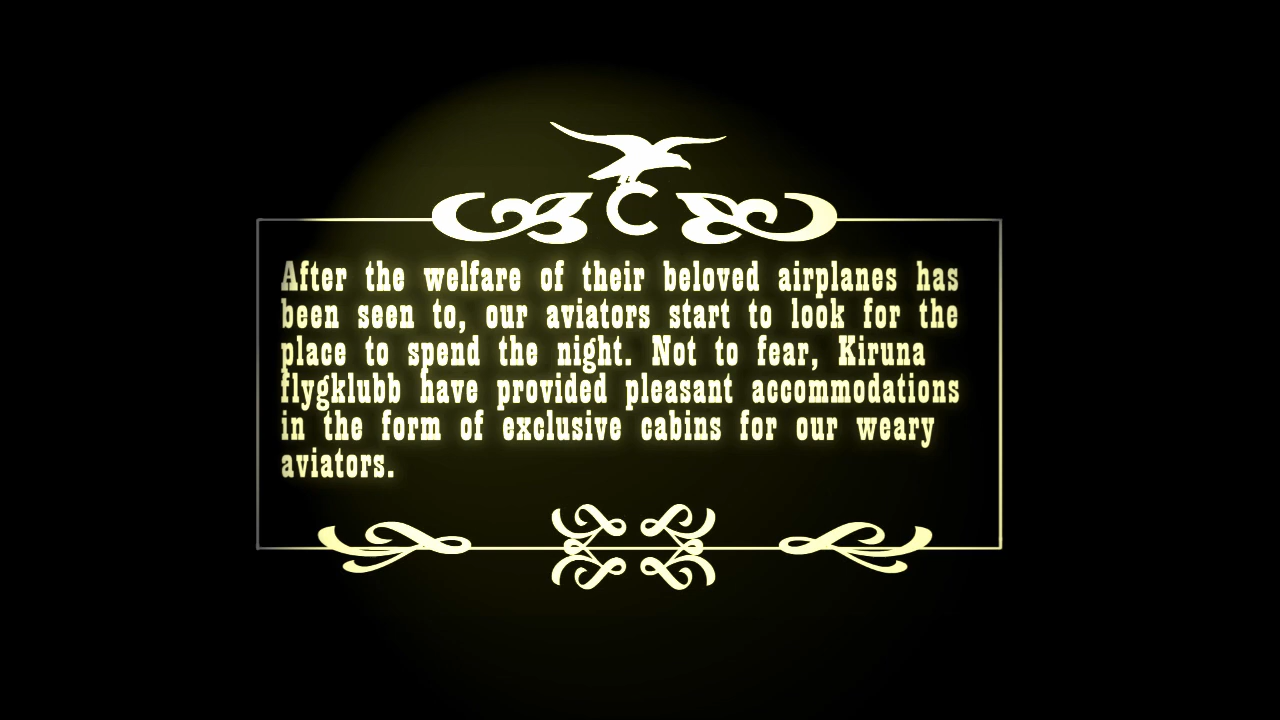 C
After the welfare of their beloved airplanes has
been seen to, our aviators start to look for the
place to spend the night. Not to fear, Kiruna
flygklubb have provided pleasant accommodations
in the form of exclusive cabins for our weary
aviators.